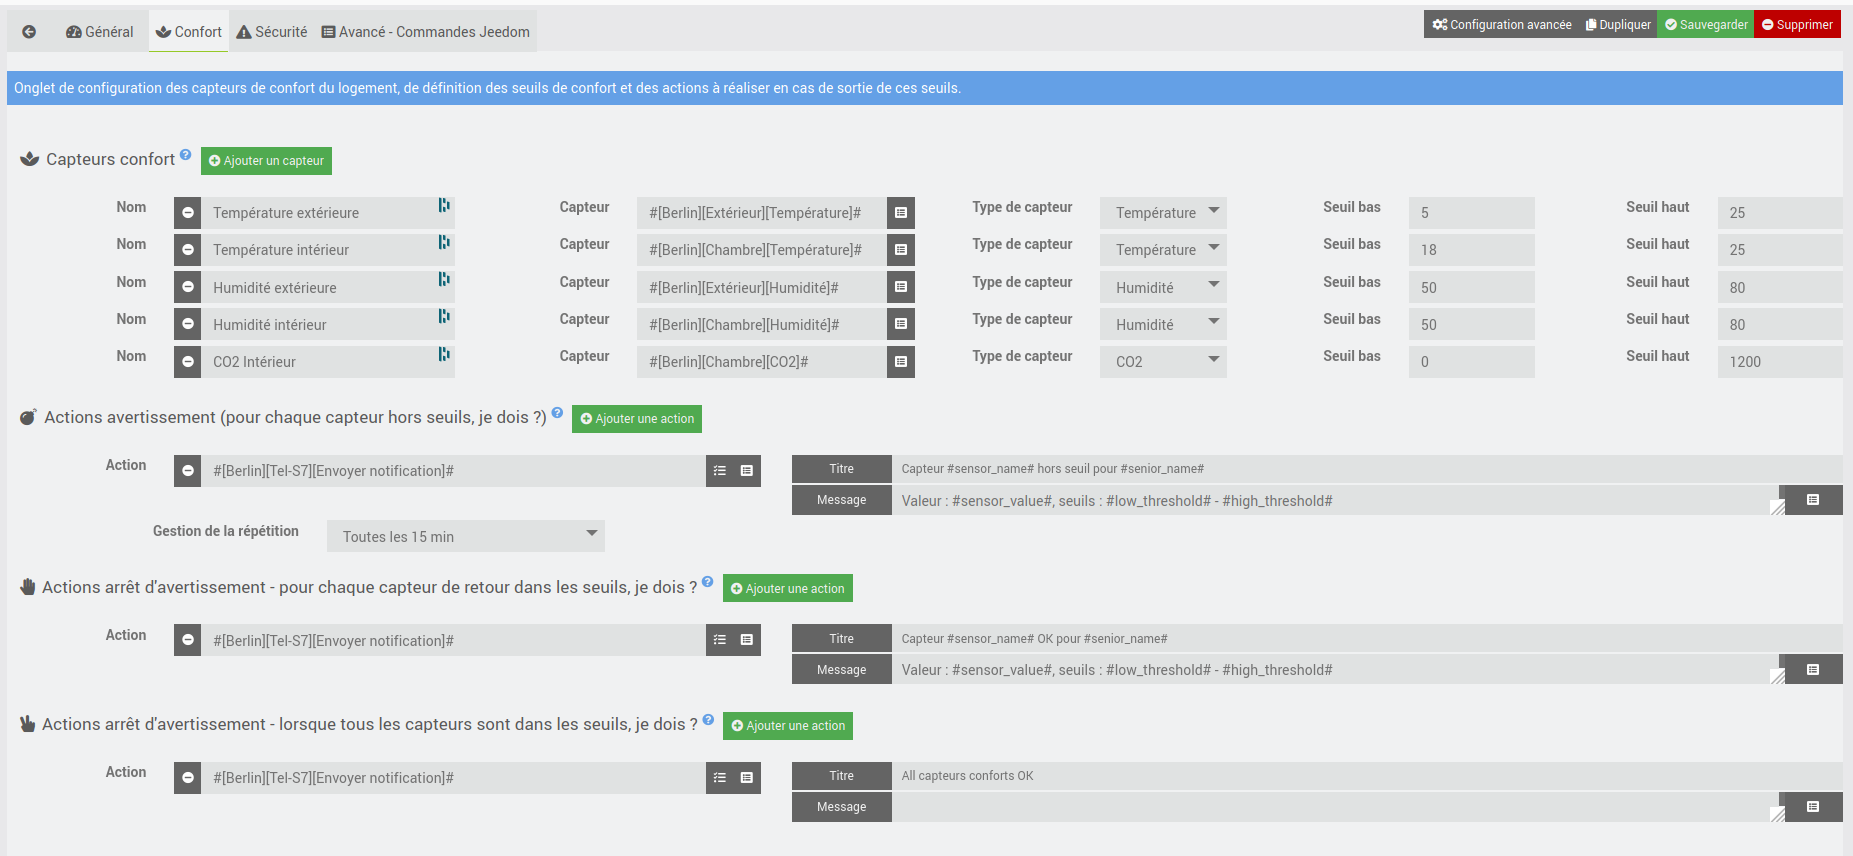 Général Confort Sécurité Avancé - Commandes Jeedom Configuration avancée Dupliquer Sauvegarder Supprimer
Onglet de configuration des capteurs de confort du logement, de définition des seuils de confort et des actions à réaliser en cas de sortie de ces seuils.
Capteurs confort ? Ajouter un capteur
Nom Température extérieure Capteur #[Berlin][Extérieur][Température]# Type de capteur Température Seuil bas 5 Seuil haut 25
Nom Température intérieur Capteur #[Berlin][Chambre][Température]# Type de capteur Température Seuil bas 18 Seuil haut 25
Nom Humidité extérieure Capteur #[Berlin][Extérieur][Humidité]# Type de capteur Humidité Seuil bas 50 Seuil haut 80
Nom Humidité intérieur Capteur #[Berlin][Chambre][Humidité]# Type de capteur Humidité Seuil bas 50 Seuil haut 80
Nom CO2 Intérieur Capteur #[Berlin][Chambre][CO2]# Type de capteur CO2 Seuil bas 0 Seuil haut 1200
Actions avertissement (pour chaque capteur hors seuils, je dois ?) ? Ajouter une action
Action #[Berlin][Tel-S7][Envoyer notification]# Titre Capteur #sensor_name# hors seuil pour #senior_name#
Message Valeur : #sensor_value#, seuils : #low_threshold# - #high_threshold#
Gestion de la répétition Toutes les 15 min
Actions arrêt d'avertissement - pour chaque capteur de retour dans les seuils, je dois ? ? Ajouter une action
Action #[Berlin][Tel-S7][Envoyer notification]# Titre Capteur #sensor_name# OK pour #senior_name#
Message Valeur : #sensor_value#, seuils : #low_threshold# - #high_threshold#
Actions arrêt d'avertissement - lorsque tous les capteurs sont dans les seuils, je dois ? ? Ajouter une action
Action #[Berlin][Tel-S7][Envoyer notification]# Titre All capteurs conforts OK
Message